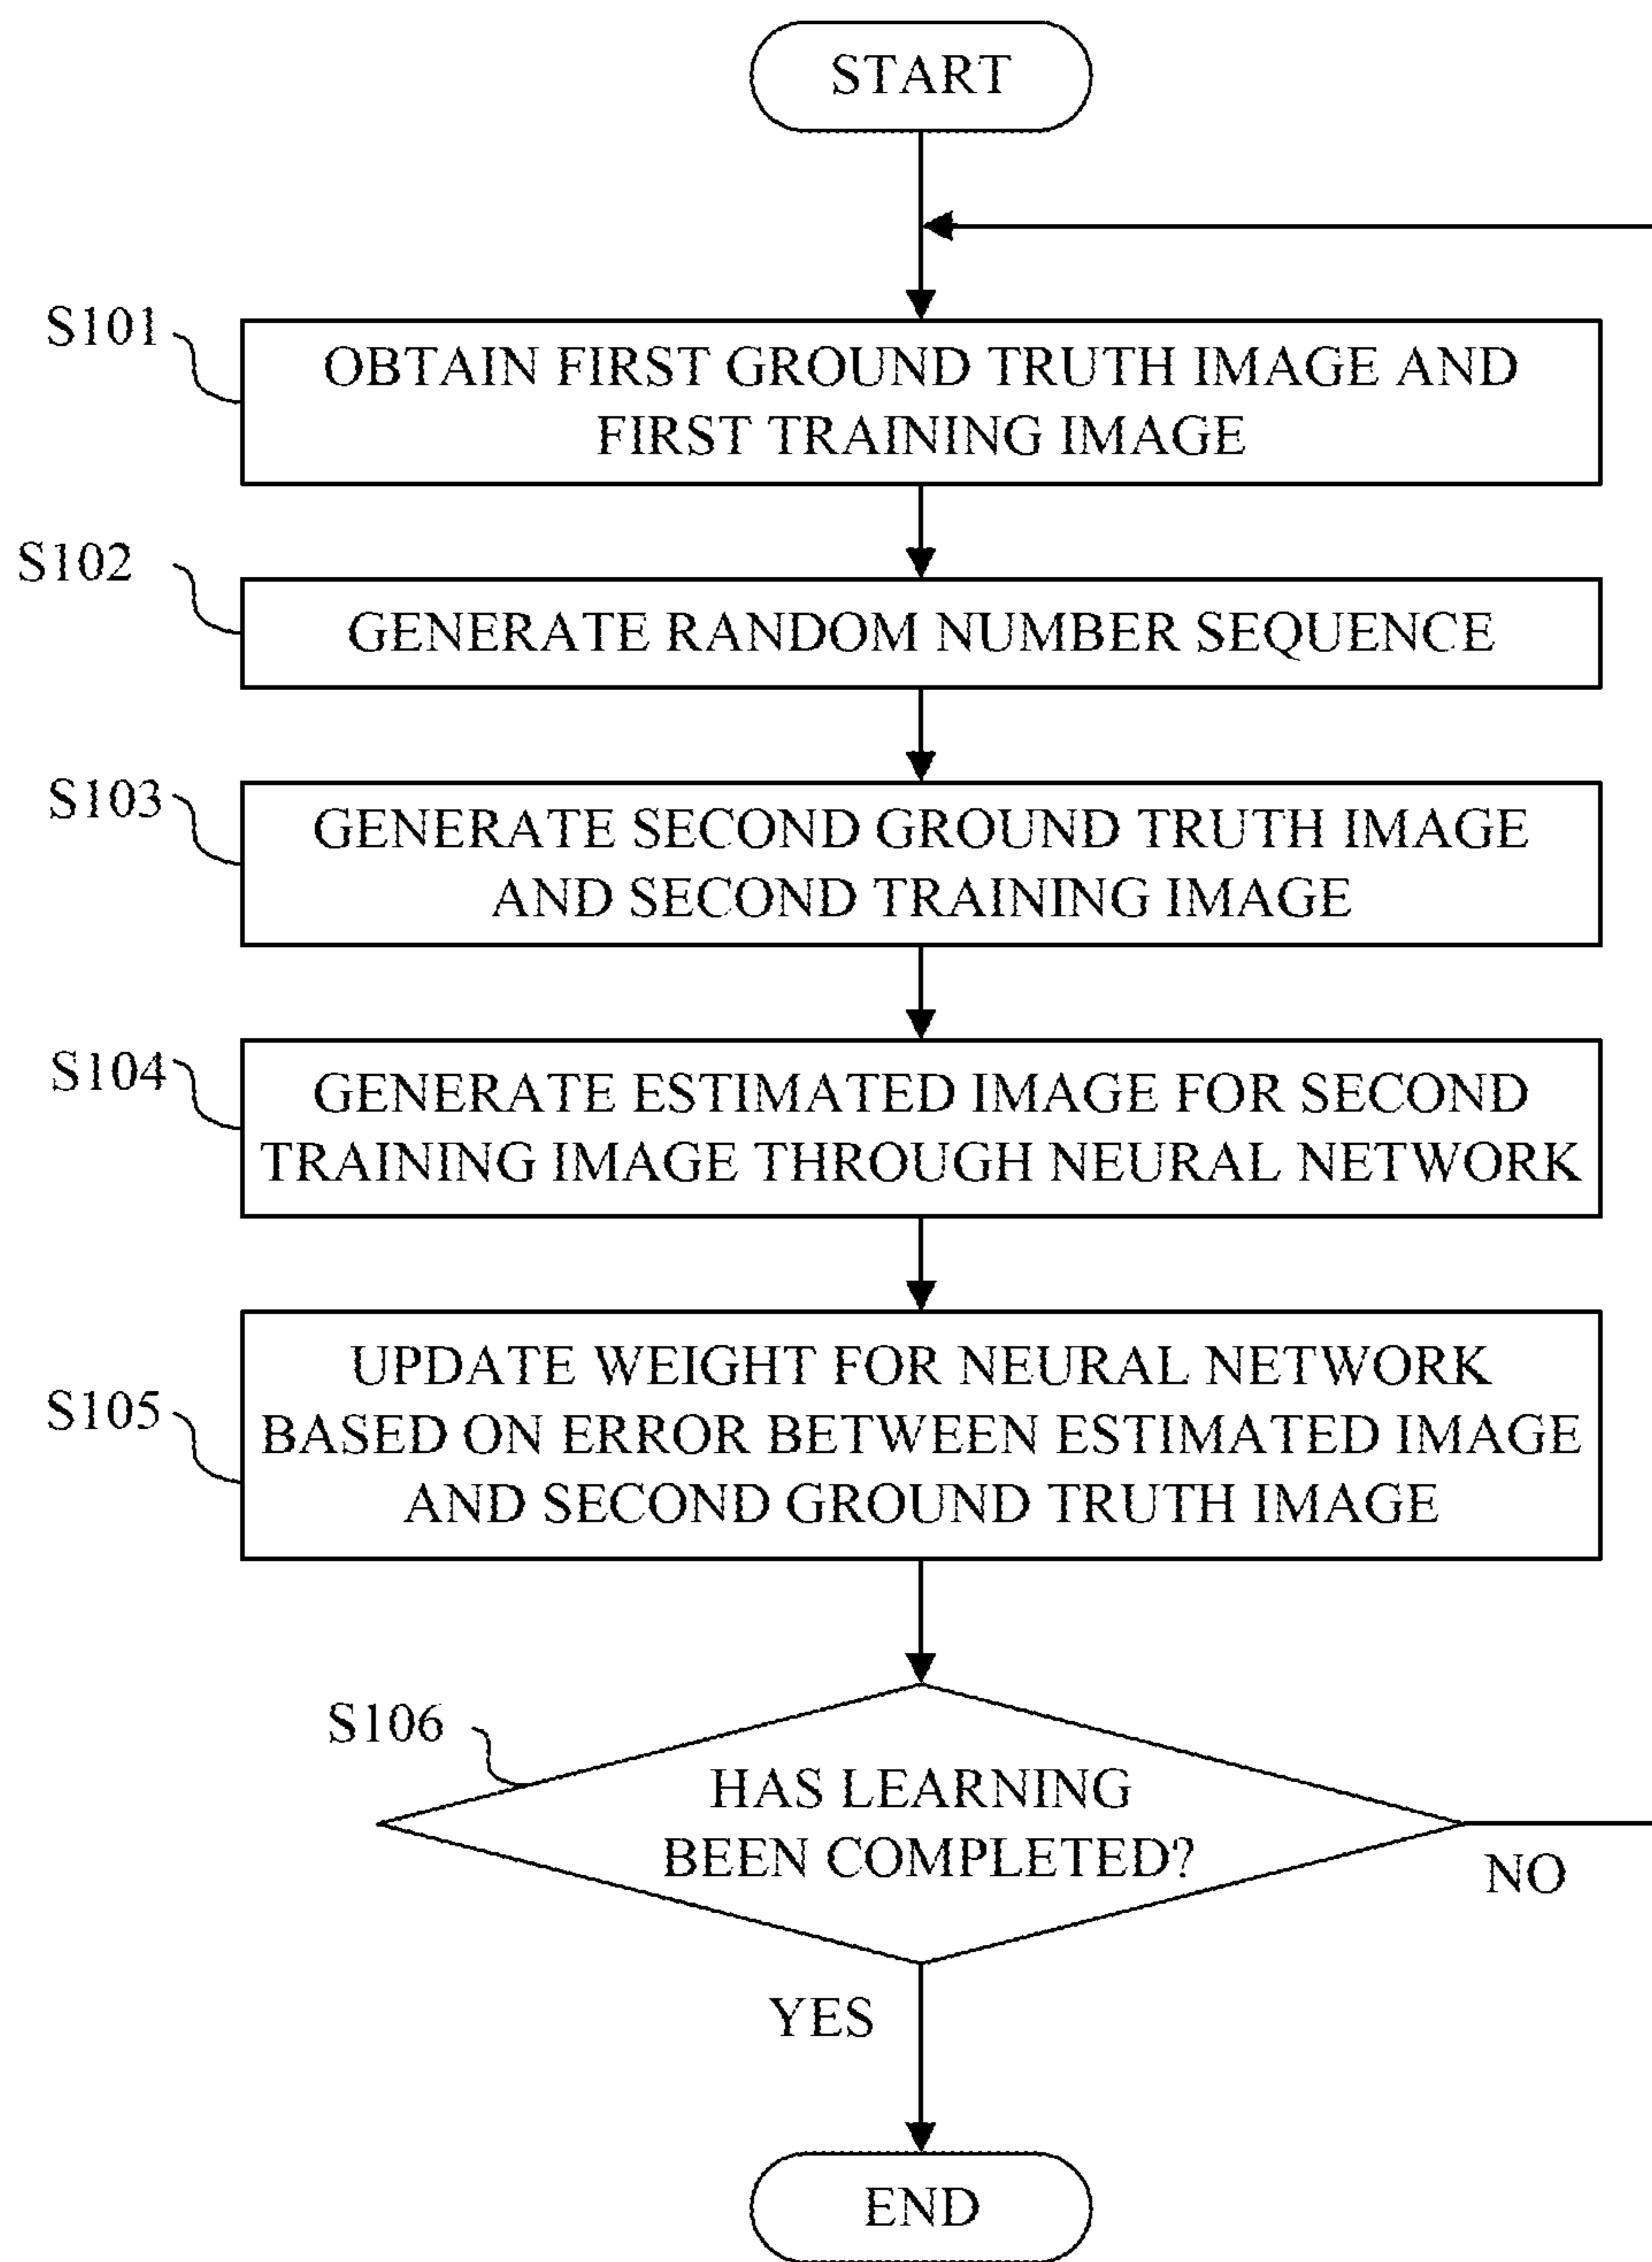 START
S101
OBTAIN FIRST GROUND TRUTH IMAGE AND
FIRST TRAINING IMAGE
S102
GENERATE RANDOM NUMBER SEQUENCE
S103
GENERATE SECOND GROUND TRUTH IMAGE
AND SECOND TRAINING IMAGE
S104
GENERATE ESTIMATED IMAGE FOR SECOND
TRAINING IMAGE THROUGH NEURAL NETWORK
S105
UPDATE WEIGHT FOR NEURAL NETWORK
BASED ON ERROR BETWEEN ESTIMATED IMAGE
AND SECOND GROUND TRUTH IMAGE
S106
HAS LEARNING
BEEN COMPLETED?
NO
YES
END